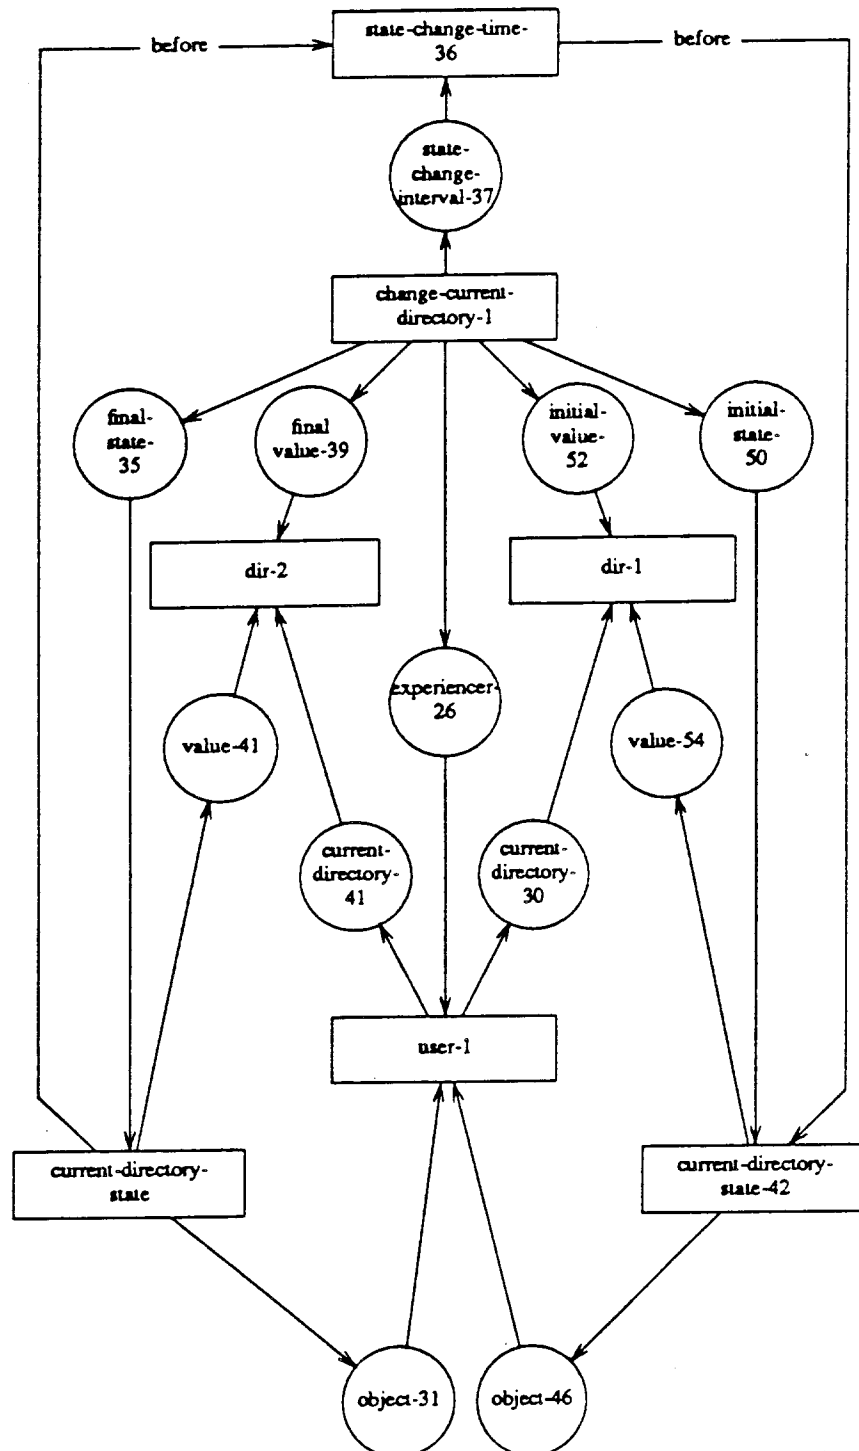 before
state-change-time-
36
before
state-
change-
interval-37
change-current-
directory-1
final-
state-
35
final
value-39
initial-
value-
52
initial-
state-
50
dir-2
dir-1
experiencer-
26
value-41
value-54
current-
directory-
41
current-
directory-
30
user-1
current-directory-
state
current-directory-
state-42
object-31
object-46